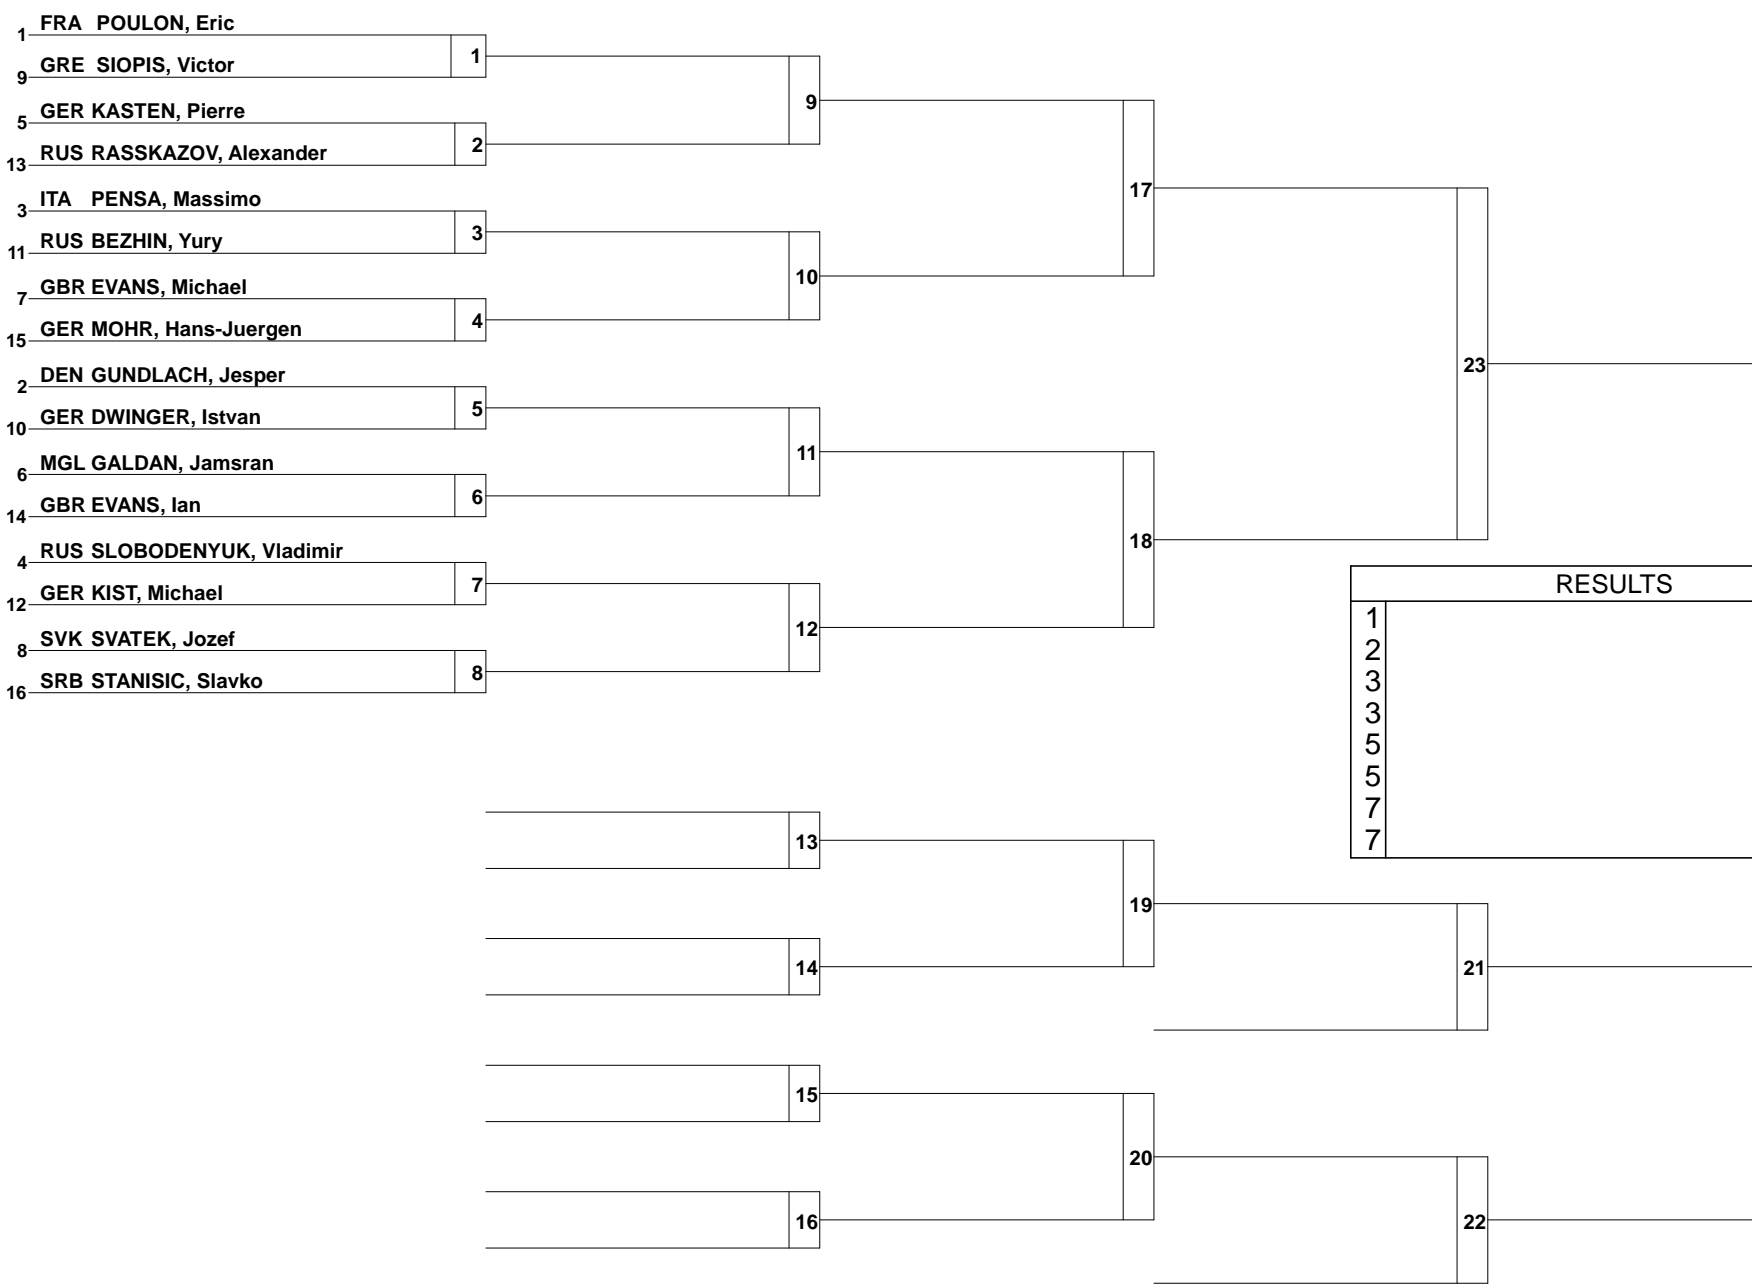 FRA POULON, Eric
1
1
GRE SIOPIS, Victor
9
9
GER KASTEN, Pierre
5
2
RUS RASSKAZOV, Alexander
13
17
ITA PENSA, Massimo
3
3
RUS BEZHIN, Yury
11
10
GBR EVANS, Michael
7
4
GER MOHR, Hans-Juergen
15
23
DEN GUNDLACH, Jesper
2
5
GER DWINGER, Istvan
10
11
MGL GALDAN, Jamsran
6
6
GBR EVANS, Ian
14
18
RUS SLOBODENYUK, Vladimir
4
7
GER KIST, Michael
12
12
SVK SVATEK, Jozef
8
8
SRB STANISIC, Slavko
16
RESULTS
1
2
3
3
5
5
7
7
13
19
14
21
15
20
16
22